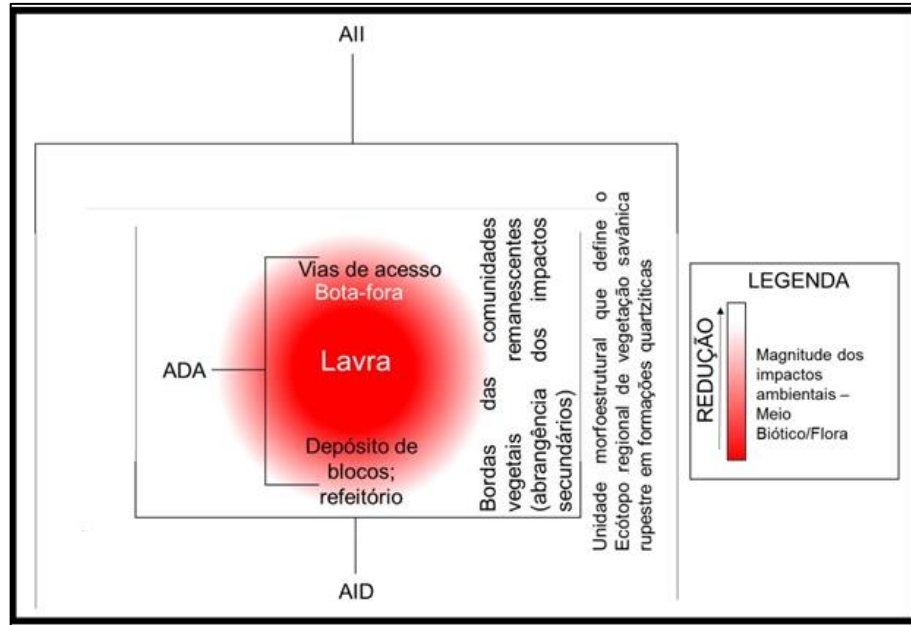 AII
ADA
Vias de acesso
Bota-fora
Lavra
Depósito de
blocos;
refeitório
Bordas das comunidades
vegetais remanescentes
(abrangência dos impactos
secundários)
Unidade morfoestrutural que define o
Ecótopo regional de vegetação savânica
rupestre em formações quartzíticas
AID
LEGENDA
REDUÇÃO
Magnitude dos
impactos
ambientais –
Meio
Biótico/Flora